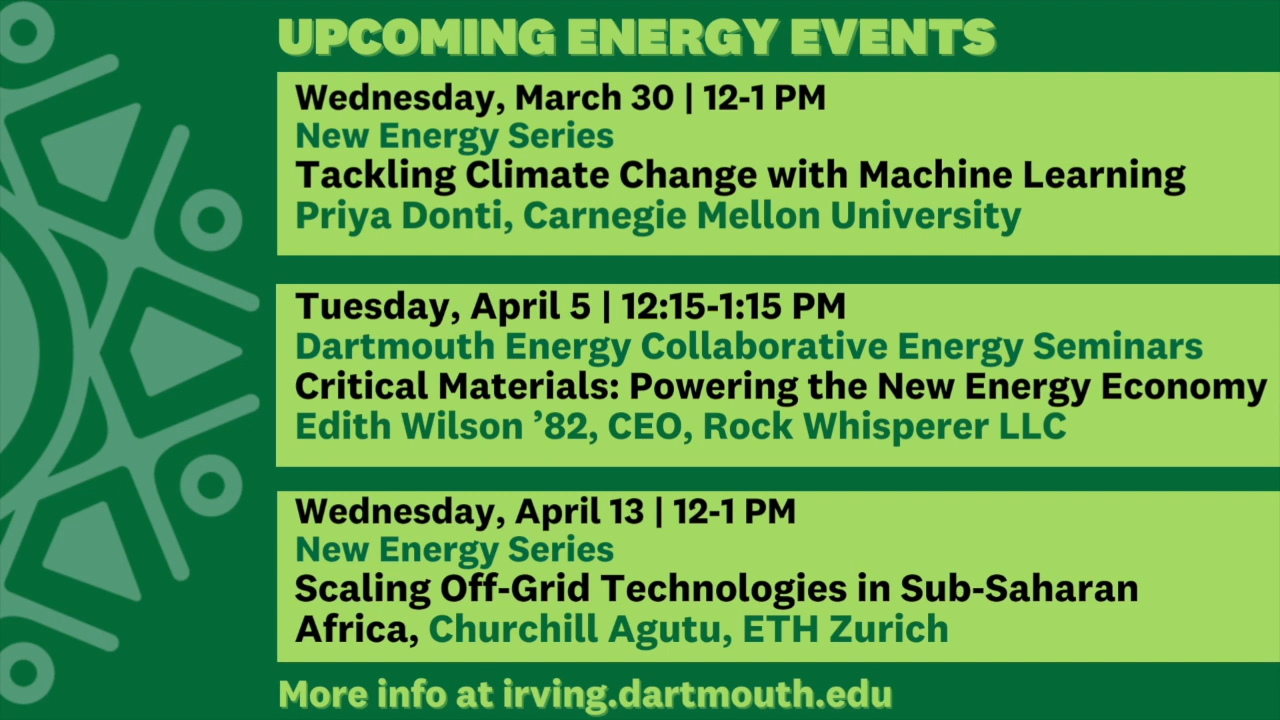 UPCOMING ENERGY EVENTS
Wednesday, March 30 | 12-1 PM
New Energy Series
Tackling Climate Change with Machine Learning
Priya Donti, Carnegie Mellon University
Tuesday, April 5 | 12:15-1:15 PM
Dartmouth Energy Collaborative Energy Seminars
Critical Materials: Powering the New Energy Economy
Edith Wilson ’82, CEO, Rock Whisperer LLC
Wednesday, April 13 | 12-1 PM
New Energy Series
Scaling Off-Grid Technologies in Sub-Saharan
Africa, Churchill Agutu, ETH Zurich
More info at irving.dartmouth.edu